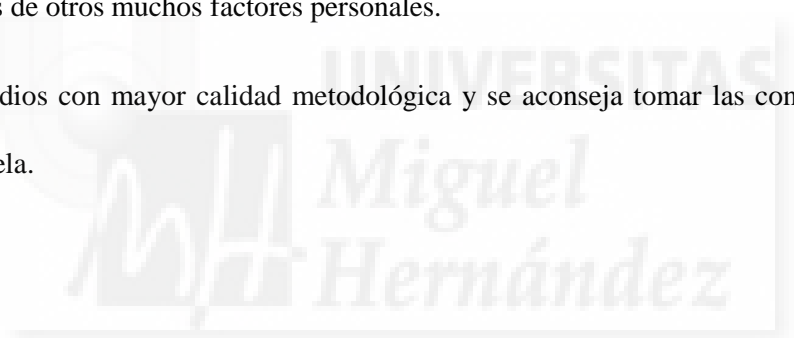 s de otros muchos factores personales.
dios con mayor calidad metodológica y se aconseja tomar las con
ela.
UNIVERSITAS
Miguel
Hernández